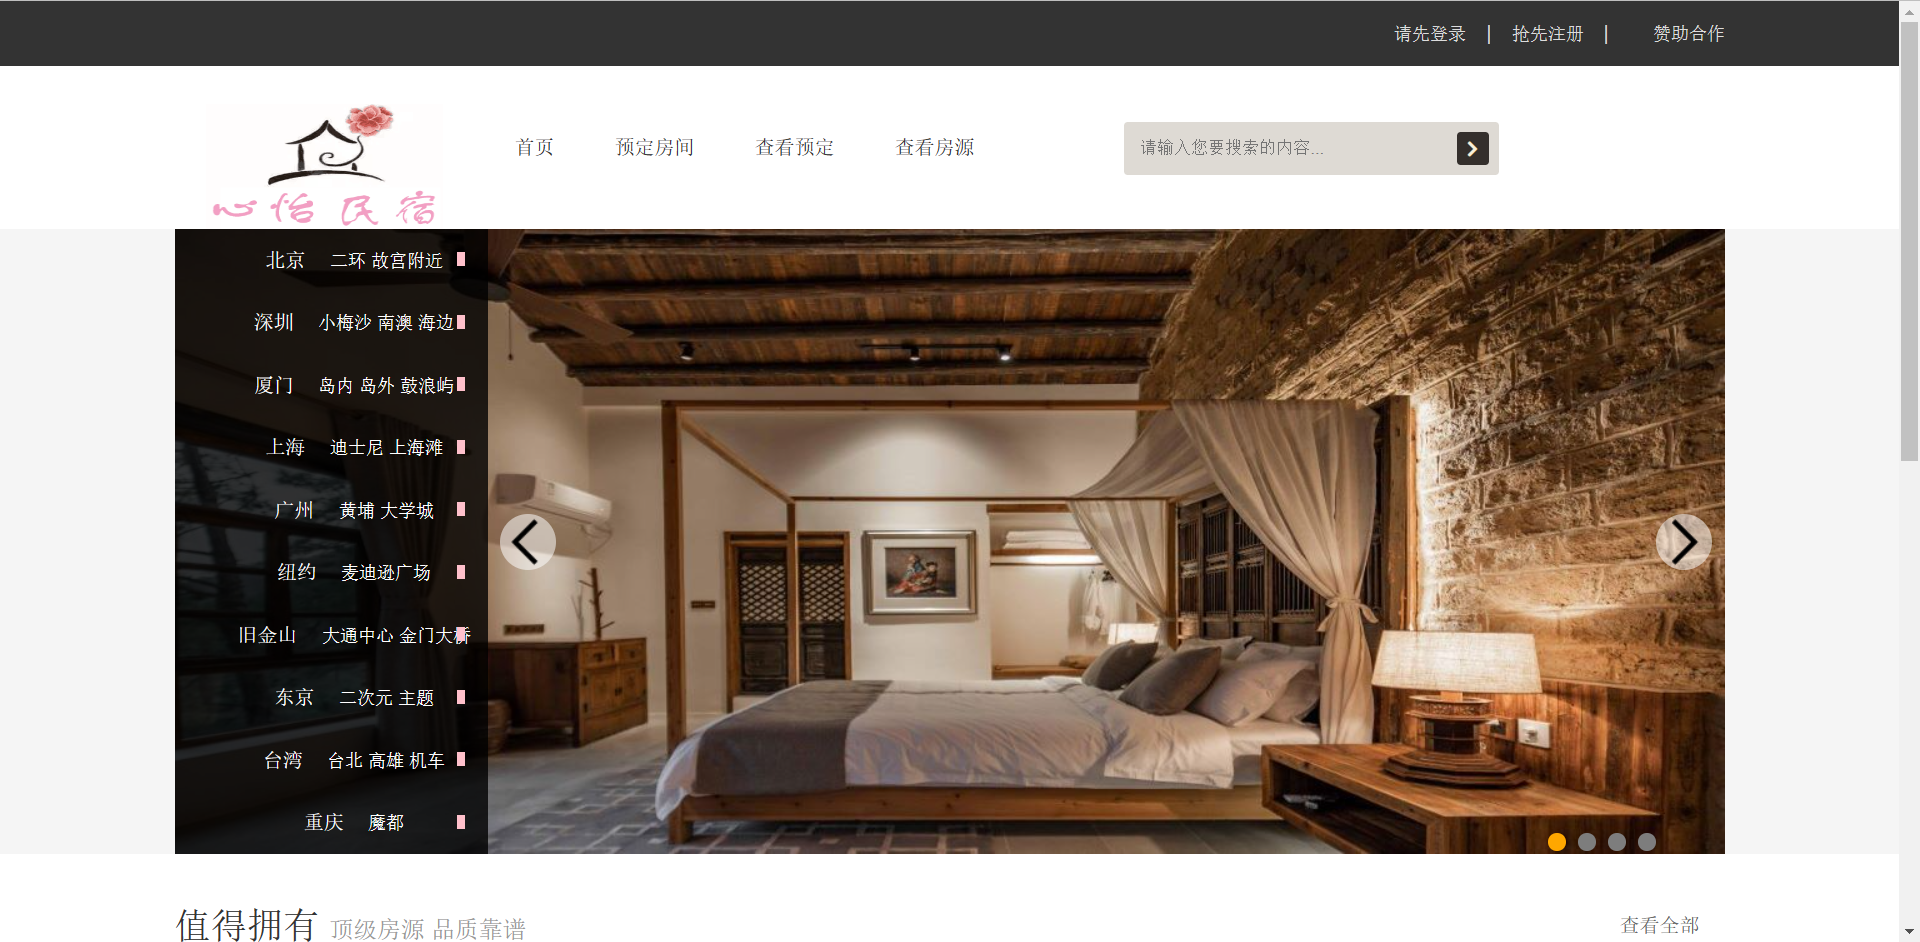 请先登录 | 抢先注册 | 赞助合作
心怡民宿
首页 预定房间 查看预定 查看房源
请输入您要搜索的内容...
北京 二环 故宫附近
深圳 小梅沙 南澳 海边
厦门 岛内 岛外 鼓浪屿
上海 迪士尼 上海滩
广州 黄埔 大学城
纽约 麦迪逊广场
旧金山 大通中心 金门大桥
东京 二次元 主题
台湾 台北 高雄 机车
重庆 魔都
值得拥有 顶级房源 品质靠谱
查看全部